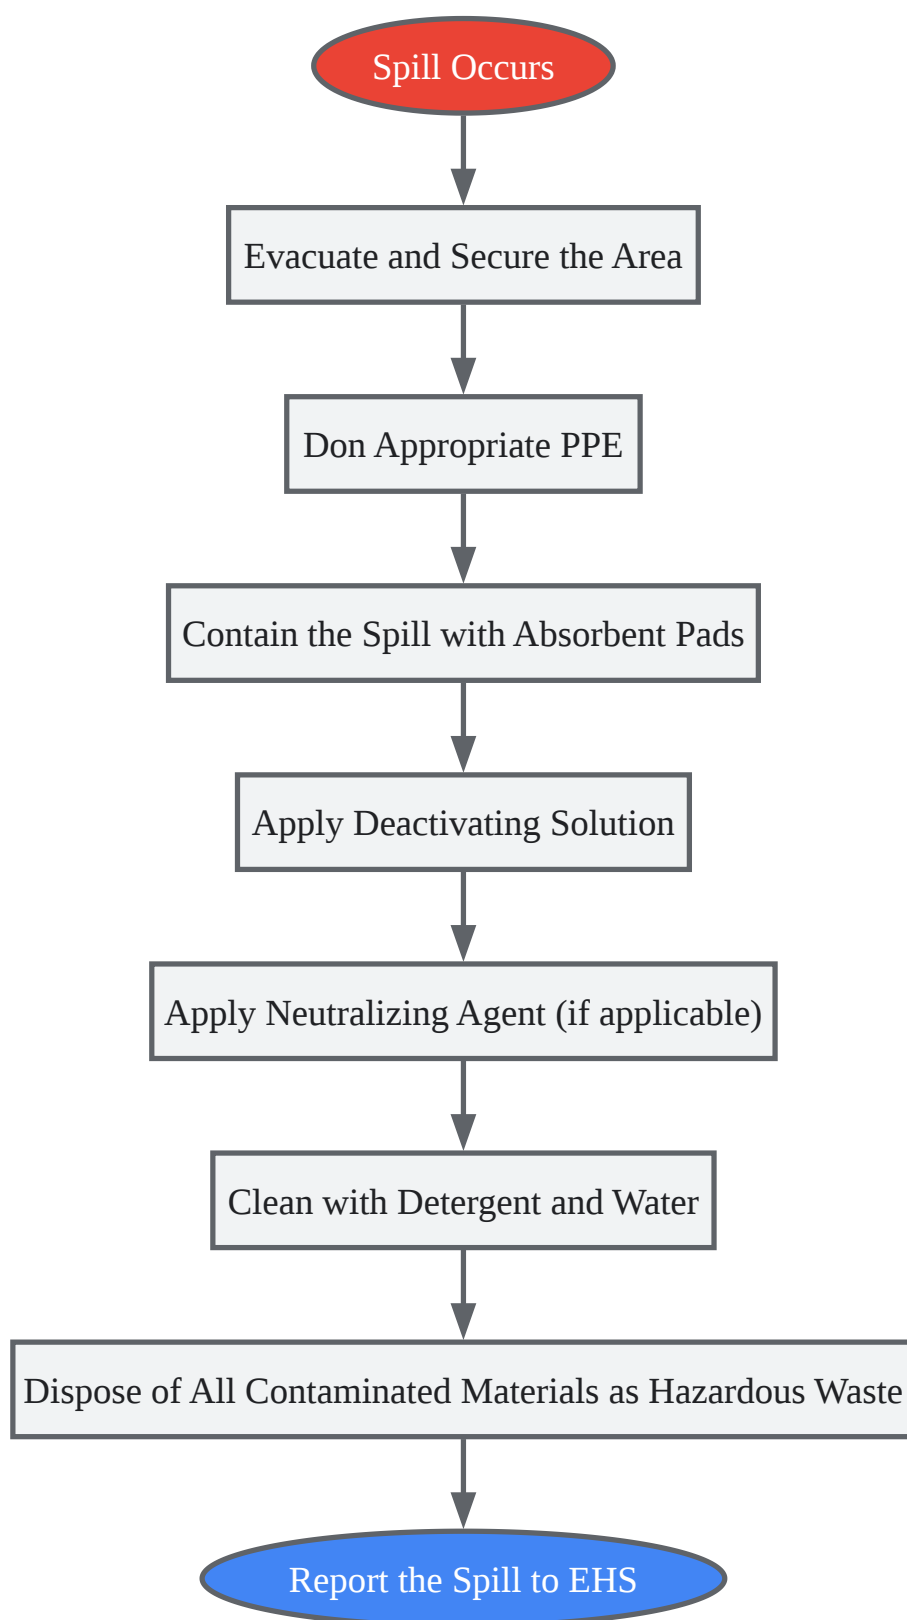 Spill Occurs
Evacuate and Secure the Area
Don Appropriate PPE
Contain the Spill with Absorbent Pads
Apply Deactivating Solution
Apply Neutralizing Agent (if applicable)
Clean with Detergent and Water
Dispose of All Contaminated Materials as Hazardous Waste
Report the Spill to EHS